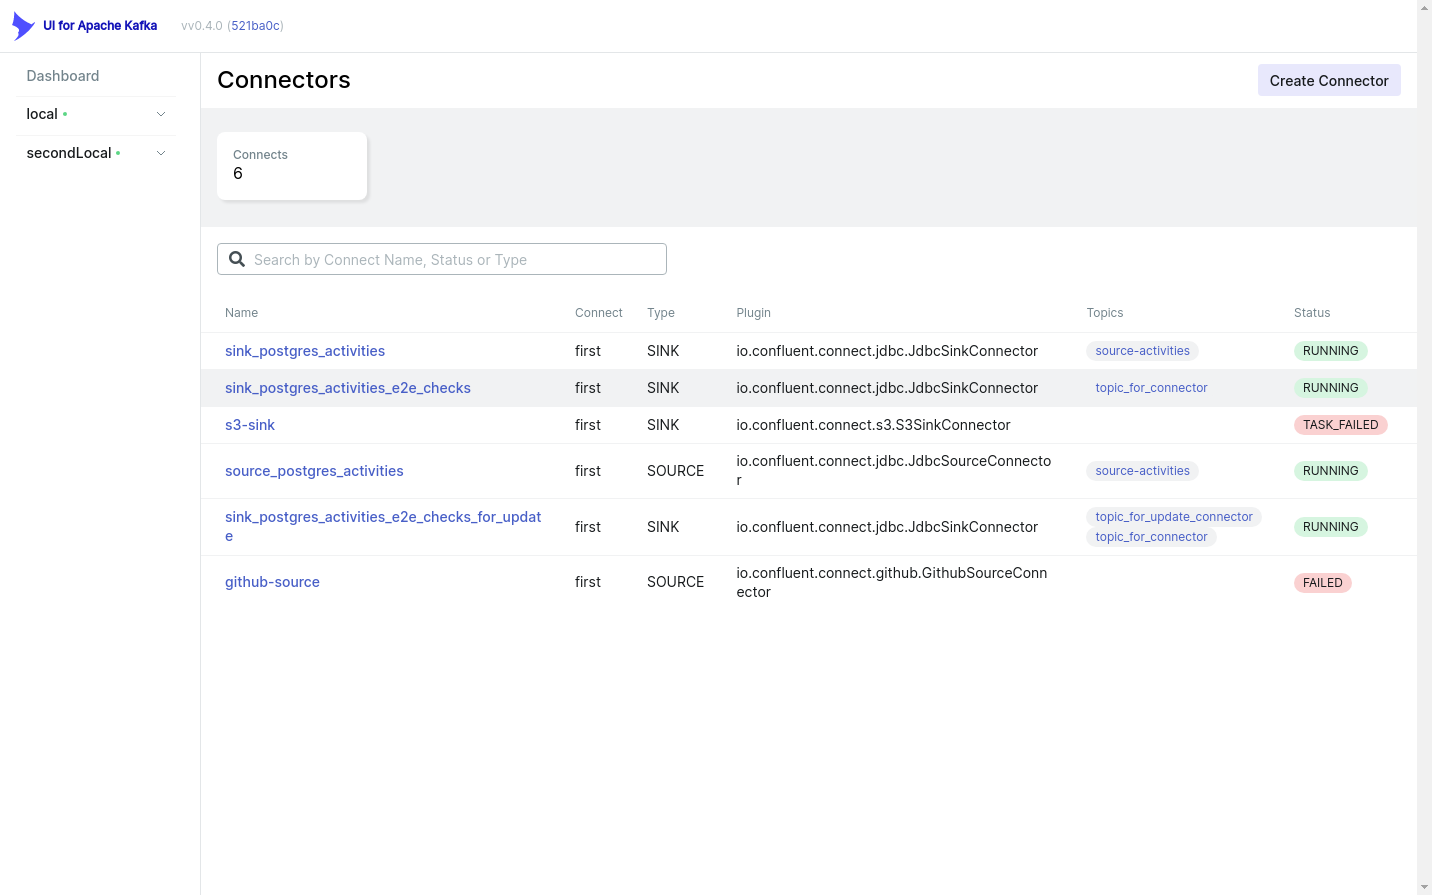 UI for Apache Kafka vv0.4.0 (521ba0c)
Dashboard
local
secondLocal
Connectors
Create Connector
Connects
6
Search by Connect Name, Status or Type
Name Connect Type Plugin Topics Status
sink_postgres_activities first SINK io.confluent.connect.jdbc.JdbcSinkConnector source-activities RUNNING
sink_postgres_activities_e2e_checks first SINK io.confluent.connect.jdbc.JdbcSinkConnector topic_for_connector RUNNING
s3-sink first SINK io.confluent.connect.s3.S3SinkConnector TASK_FAILED
source_postgres_activities first SOURCE io.confluent.connect.jdbc.JdbcSourceConnecto
r source-activities RUNNING
sink_postgres_activities_e2e_checks_for_updat
e first SINK io.confluent.connect.jdbc.JdbcSinkConnector topic_for_update_connector
topic_for_connector RUNNING
github-source first SOURCE io.confluent.connect.github.GithubSourceConn
ector FAILED